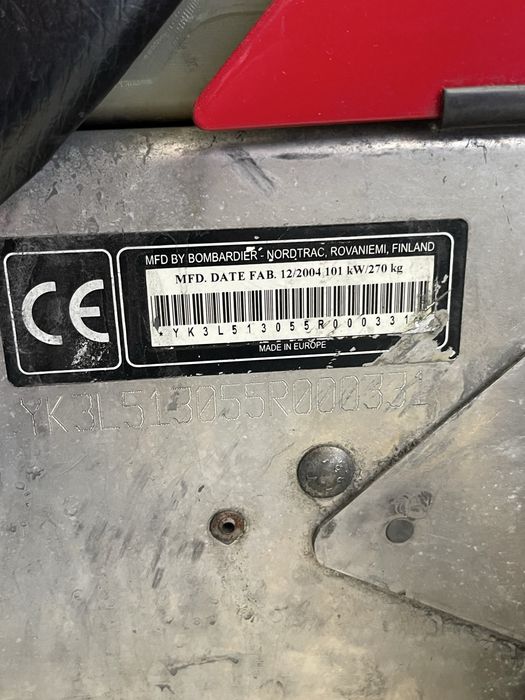 CE
MFD BY BOMBARDIER - NORDTRAC, ROVANIEMI, FINLAND
MFD. DATE FAB. 12/2004 101 kW/270 kg
*YK3L513055R000331
MADE IN EUROPE
YK3L513055R000331